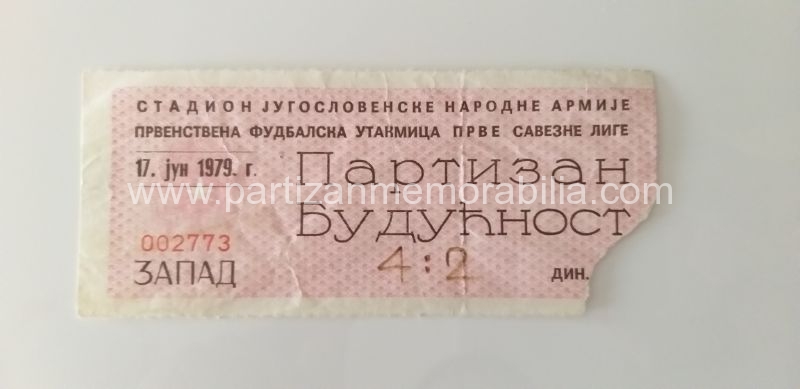 СТАДИОН ЈУГОСЛОВЕНСКЕ НАРОДНЕ АРМИЈЕ
ПРВЕНСТВЕНА ФУДБАЛСКА УТАКМИЦА ПРВЕ САВЕЗНЕ ЛИГЕ
17. јун 1979. г.
Партизан
www.partizanmemorabilia.com
Будућност
002773
4:2
ЗАПАД
ДИН.